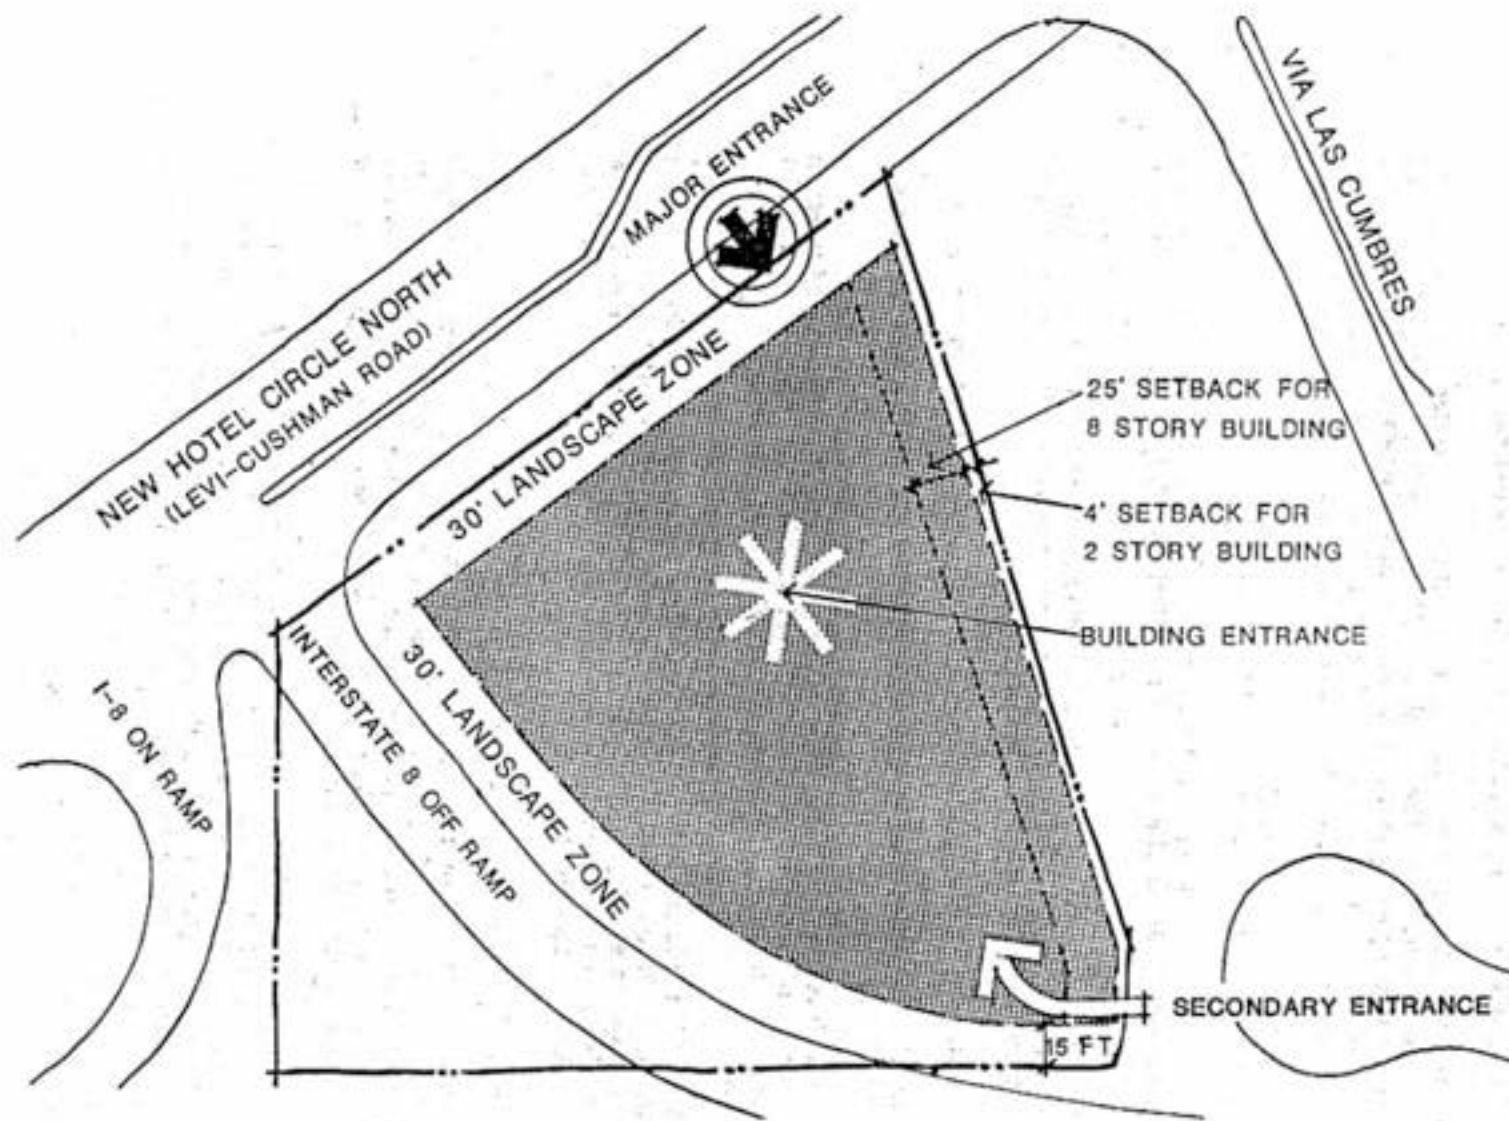 VIA LAS CUMBRES
MAJOR ENTRANCE
NEW HOTEL CIRCLE NORTH
(LEVI-CUSHMAN ROAD)
30' LANDSCAPE ZONE
25' SETBACK FOR
8 STORY BUILDING
4' SETBACK FOR
2 STORY BUILDING
BUILDING ENTRANCE
INTERSTATE 8 OFF RAMP
30' LANDSCAPE ZONE
I-8 ON RAMP
SECONDARY ENTRANCE
15 FT